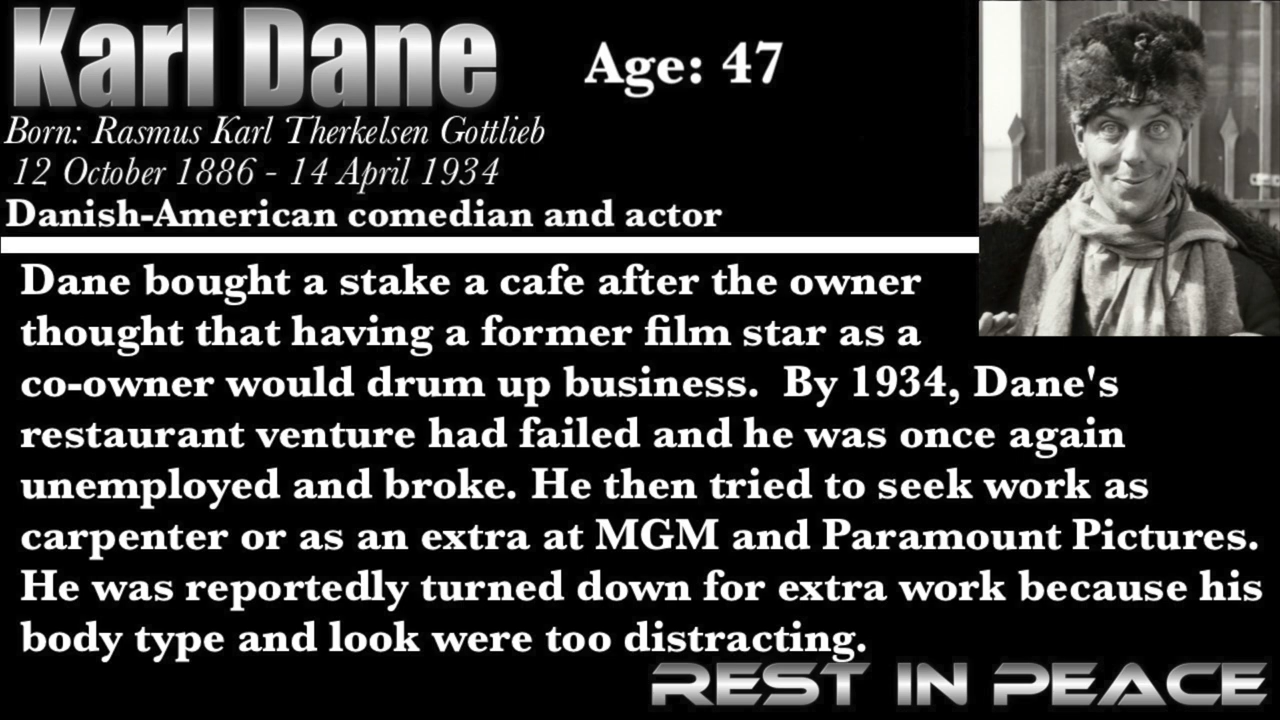 Karl Dane
Age: 47
Born: Rasmus Karl Therkelsen Gottlieb
12 October 1886 - 14 April 1934
Danish-American comedian and actor
Dane bought a stake a cafe after the owner
thought that having a former film star as a
co-owner would drum up business. By 1934, Dane's
restaurant venture had failed and he was once again
unemployed and broke. He then tried to seek work as
carpenter or as an extra at MGM and Paramount Pictures.
He was reportedly turned down for extra work because his
body type and look were too distracting.
REST IN PEACE